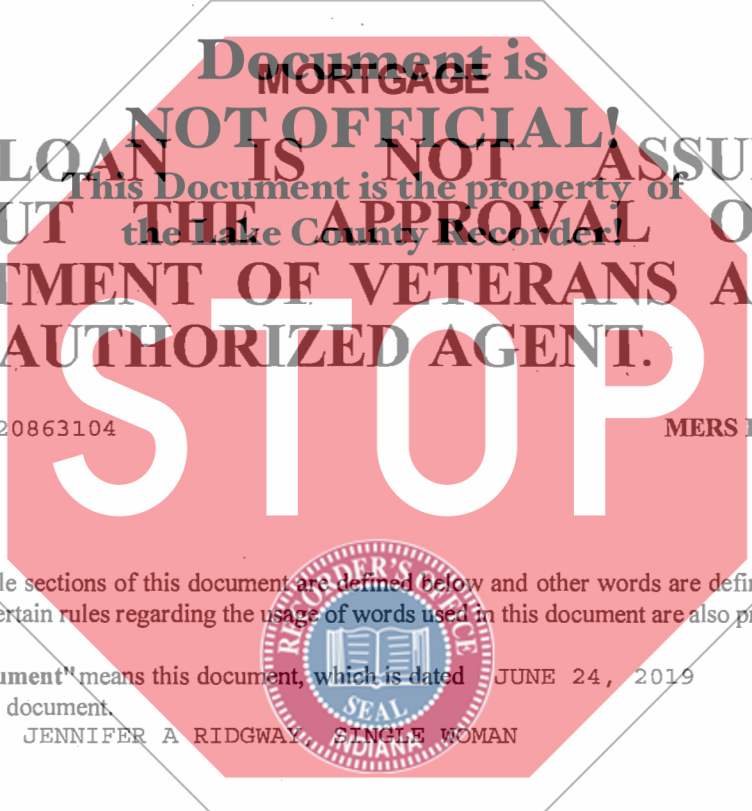 Document is
MORTGAGE
NOT OFFICIAL!
LOAN IS NOT ASSU
This Document is the property of
UT THE APPROVAL O
the Lake County Recorder!
TMENT OF VETERANS A
AUTHORIZED AGENT.
STOP
20863104 MERS
le sections of this document are defined below and other words are defin
ertain rules regarding the usage of words used in this document are also p
ument" means this document, which is dated JUNE 24, 2019
document.
JENNIFER A RIDGWAY, SINGLE WOMAN
RECORDER'S OFFICE
SEAL
INDIANA